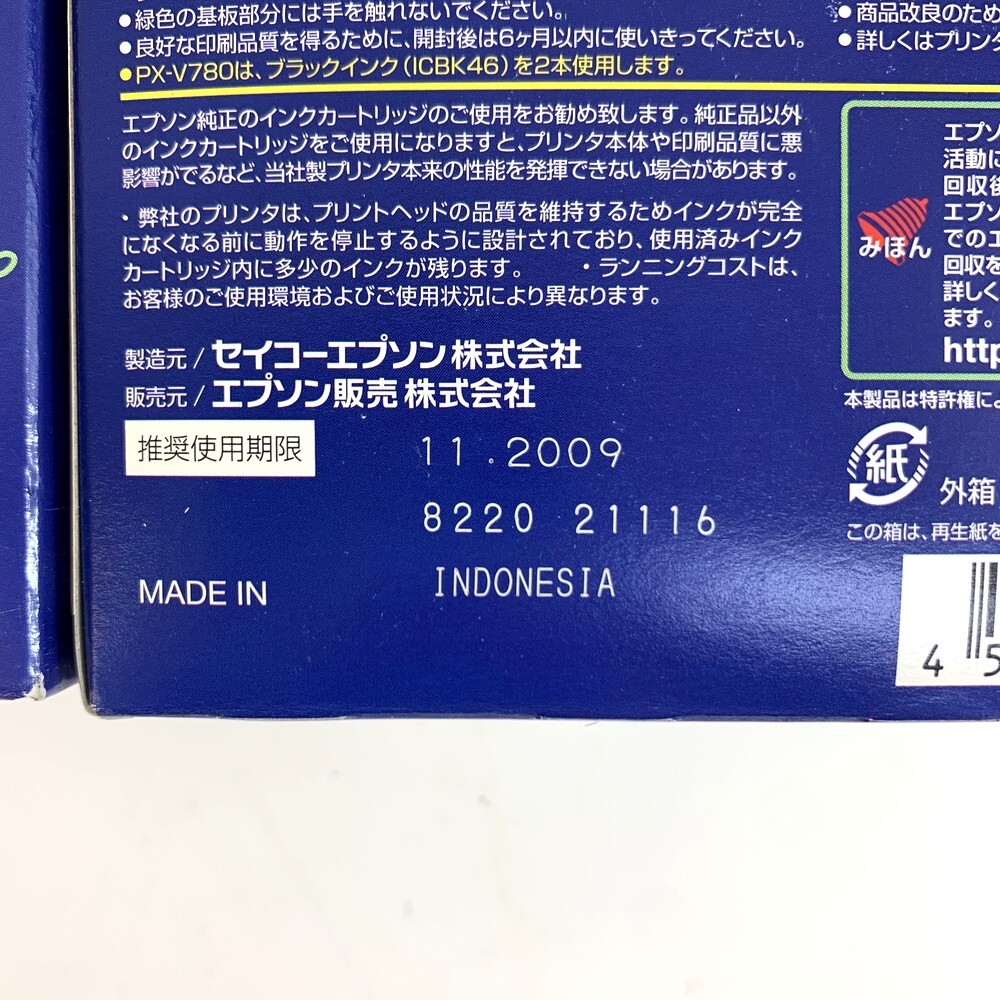 ●緑色の基板部分には手を触れないでください。
●良好な印刷品質を得るために、開封後は6ヶ月以内に使いきってください。
●PX-V780は、ブラックインク(ICBK46)を2本使用します。
エプソン純正のインクカートリッジのご使用をお勧め致します。純正品以外
のインクカートリッジをご使用になりますと、プリンタ本体や印刷品質に悪
影響がでるなど、当社製プリンタ本来の性能を発揮できない場合があります。
・弊社のプリンタは、プリントヘッドの品質を維持するためインクが完全
になくなる前に動作を停止するように設計されており、使用済みインク
カートリッジ内に多少のインクが残ります。　・ランニングコストは、
お客様のご使用環境およびご使用状況により異なります。
製造元 / セイコーエプソン株式会社
販売元 / エプソン販売株式会社
推奨使用期限 11.2009
8220 21116
MADE IN INDONESIA
●商品改良のため
●詳しくはプリンタ
みほん
エプソ
活動に
回収後
エプソ
でのエ
回収を
詳しく
ます。
http
本製品は特許権によ
紙
外箱
この箱は、再生紙を
4 5